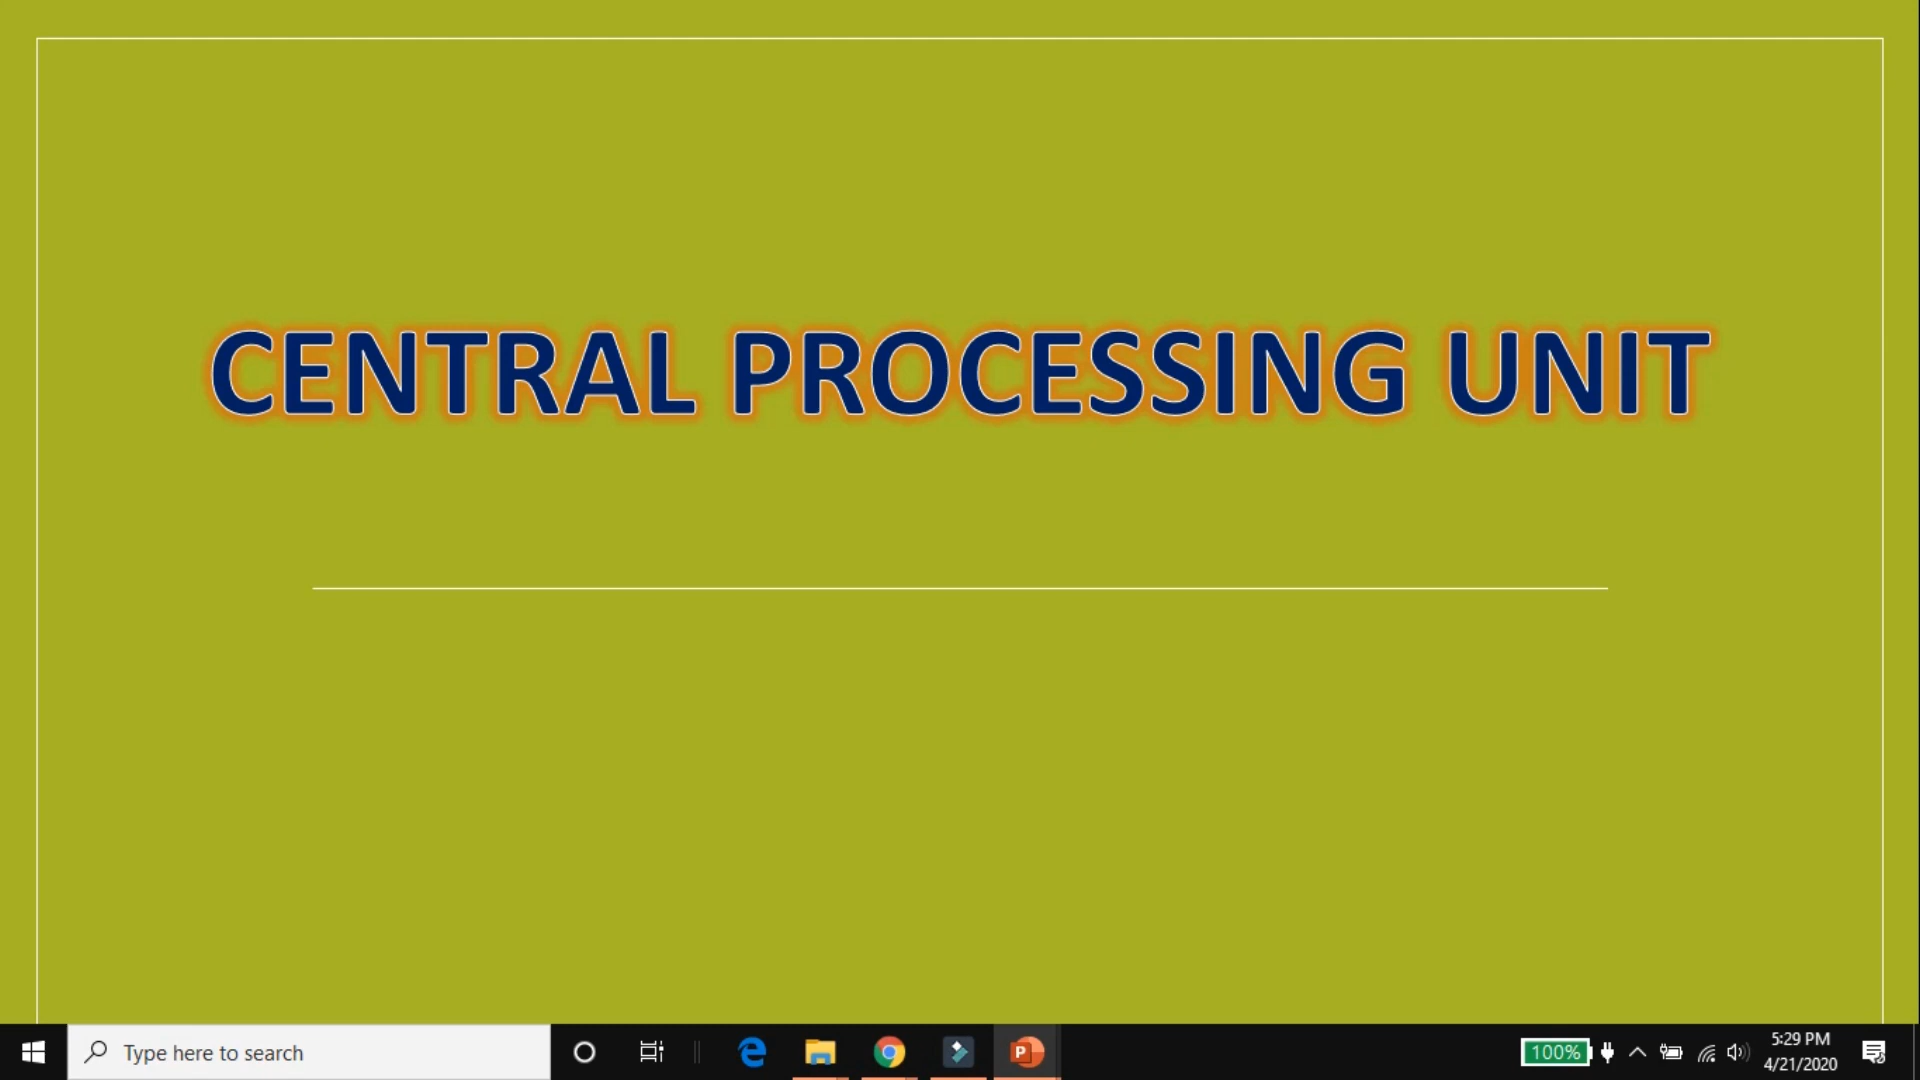 CENTRAL PROCESSING UNIT
Type here to search
100%
5:29 PM
4/21/2020